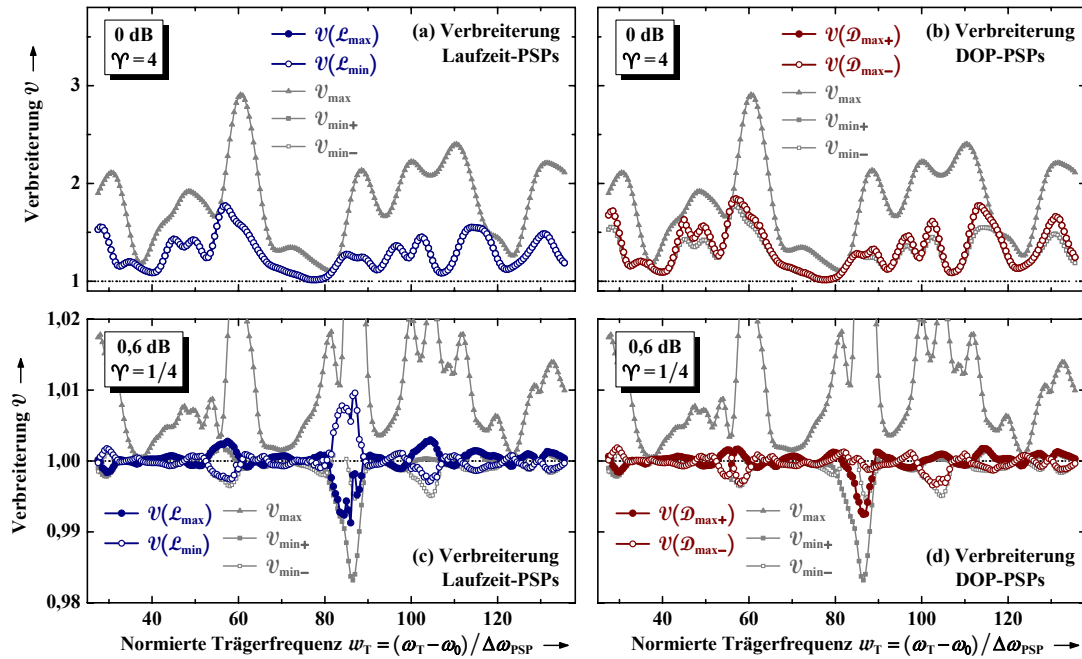 0 dB
ϒ = 4
𝒱(ℒmax)
𝒱(ℒmin)
𝒱max
𝒱min+
𝒱min−
(a) Verbreiterung
Laufzeit-PSPs
Verbreiterung 𝒱 →
3
2
1
0 dB
ϒ = 4
𝒱(𝒟max+)
𝒱(𝒟max−)
𝒱max
𝒱min+
𝒱min−
(b) Verbreiterung
DOP-PSPs
0,6 dB
ϒ = 1/4
Verbreiterung 𝒱 →
1,02
1,01
1,00
0,99
0,98
𝒱(ℒmax)
𝒱(ℒmin)
𝒱max
𝒱min+
𝒱min−
(c) Verbreiterung
Laufzeit-PSPs
40 60 80 100 120
Normierte Trägerfrequenz 𝓌T = (ωT − ω0) / ΔωPSP →
0,6 dB
ϒ = 1/4
𝒱(𝒟max+)
𝒱(𝒟max−)
𝒱max
𝒱min+
𝒱min−
(d) Verbreiterung
DOP-PSPs
40 60 80 100 120
Normierte Trägerfrequenz 𝓌T = (ωT − ω0) / ΔωPSP →